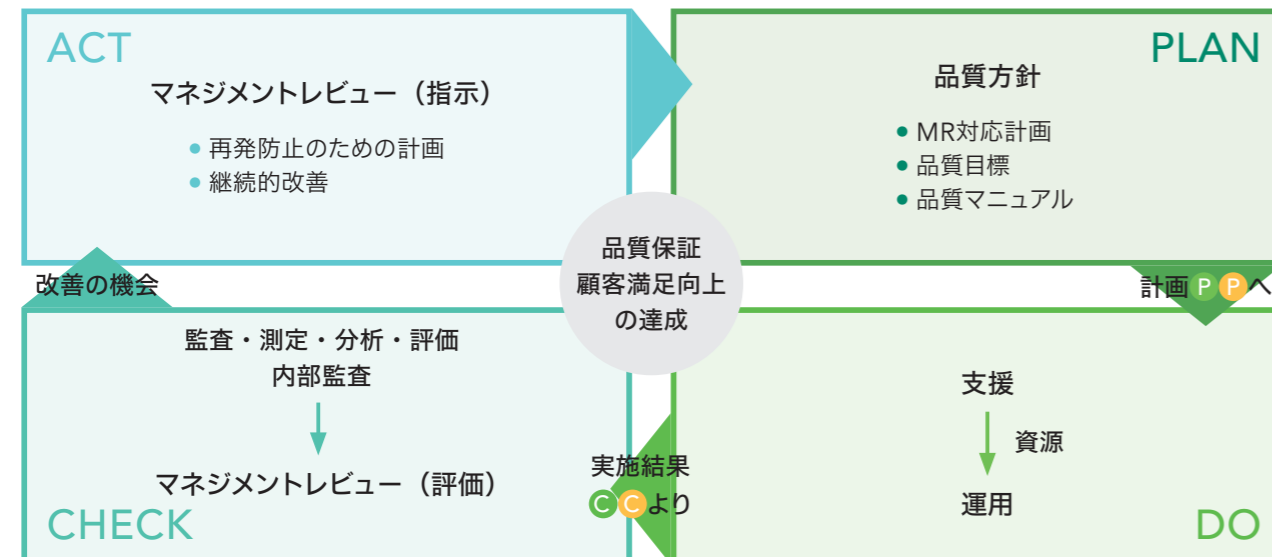 ACT
マネジメントレビュー（指示）
● 再発防止のための計画
● 継続的改善
PLAN
品質方針
● MR対応計画
● 品質目標
● 品質マニュアル
品質保証
顧客満足向上
の達成
改善の機会
計画 P P へ
監査・測定・分析・評価
内部監査
マネジメントレビュー（評価）
CHECK
実施結果
C C より
支援
資源
運用
DO